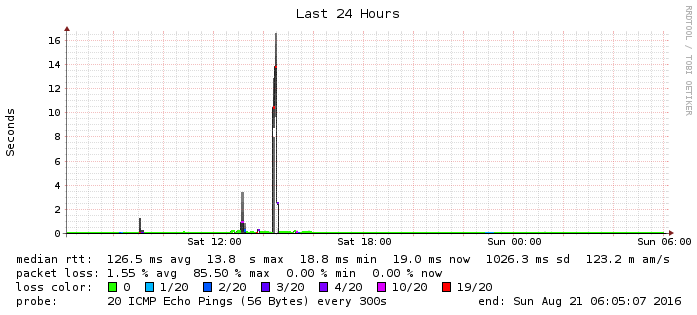 Last 24 Hours
RRDTOOL / TOBI OETIKER
Seconds
16
14
12
10
8
6
4
2
0
Sat 12:00 Sat 18:00 Sun 00:00 Sun 06:00
median rtt: 126.5 ms avg 13.8 s max 18.8 ms min 19.0 ms now 1026.3 ms sd 123.2 m am/s
packet loss: 1.55 % avg 85.50 % max 0.00 % min 0.00 % now
loss color: 0 1/20 2/20 3/20 4/20 10/20 19/20
probe: 20 ICMP Echo Pings (56 Bytes) every 300s end: Sun Aug 21 06:05:07 2016